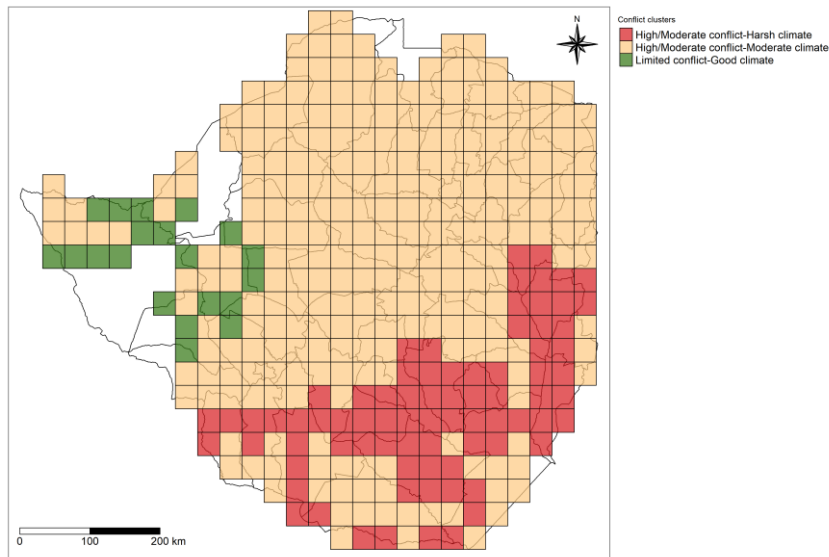 Conflict clusters
N
High/Moderate conflict-Harsh climate
High/Moderate conflict-Moderate climate
Limited conflict-Good climate
0 100 200 km